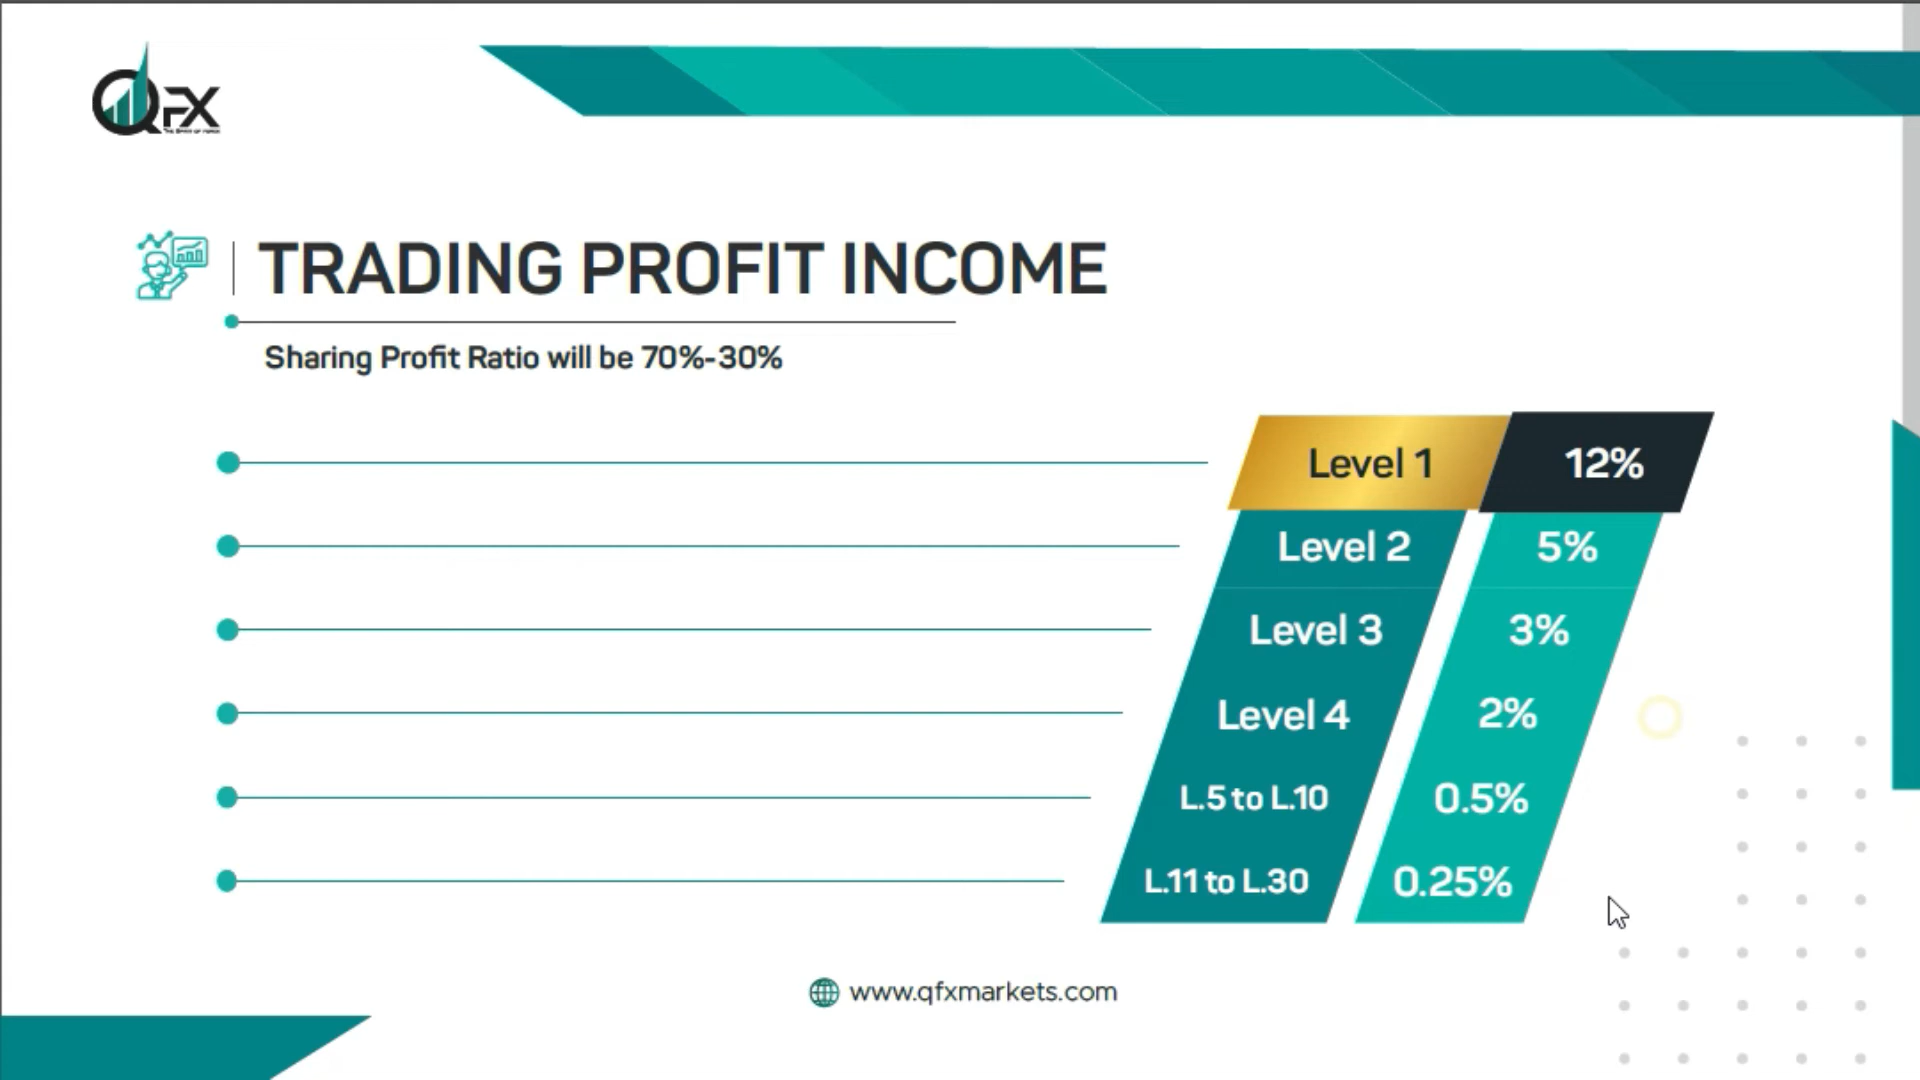 QFX
TRADING PROFIT INCOME
Sharing Profit Ratio will be 70%-30%
Level 1 12%
Level 2 5%
Level 3 3%
Level 4 2%
L.5 to L.10 0.5%
L.11 to L.30 0.25%
www.qfxmarkets.com